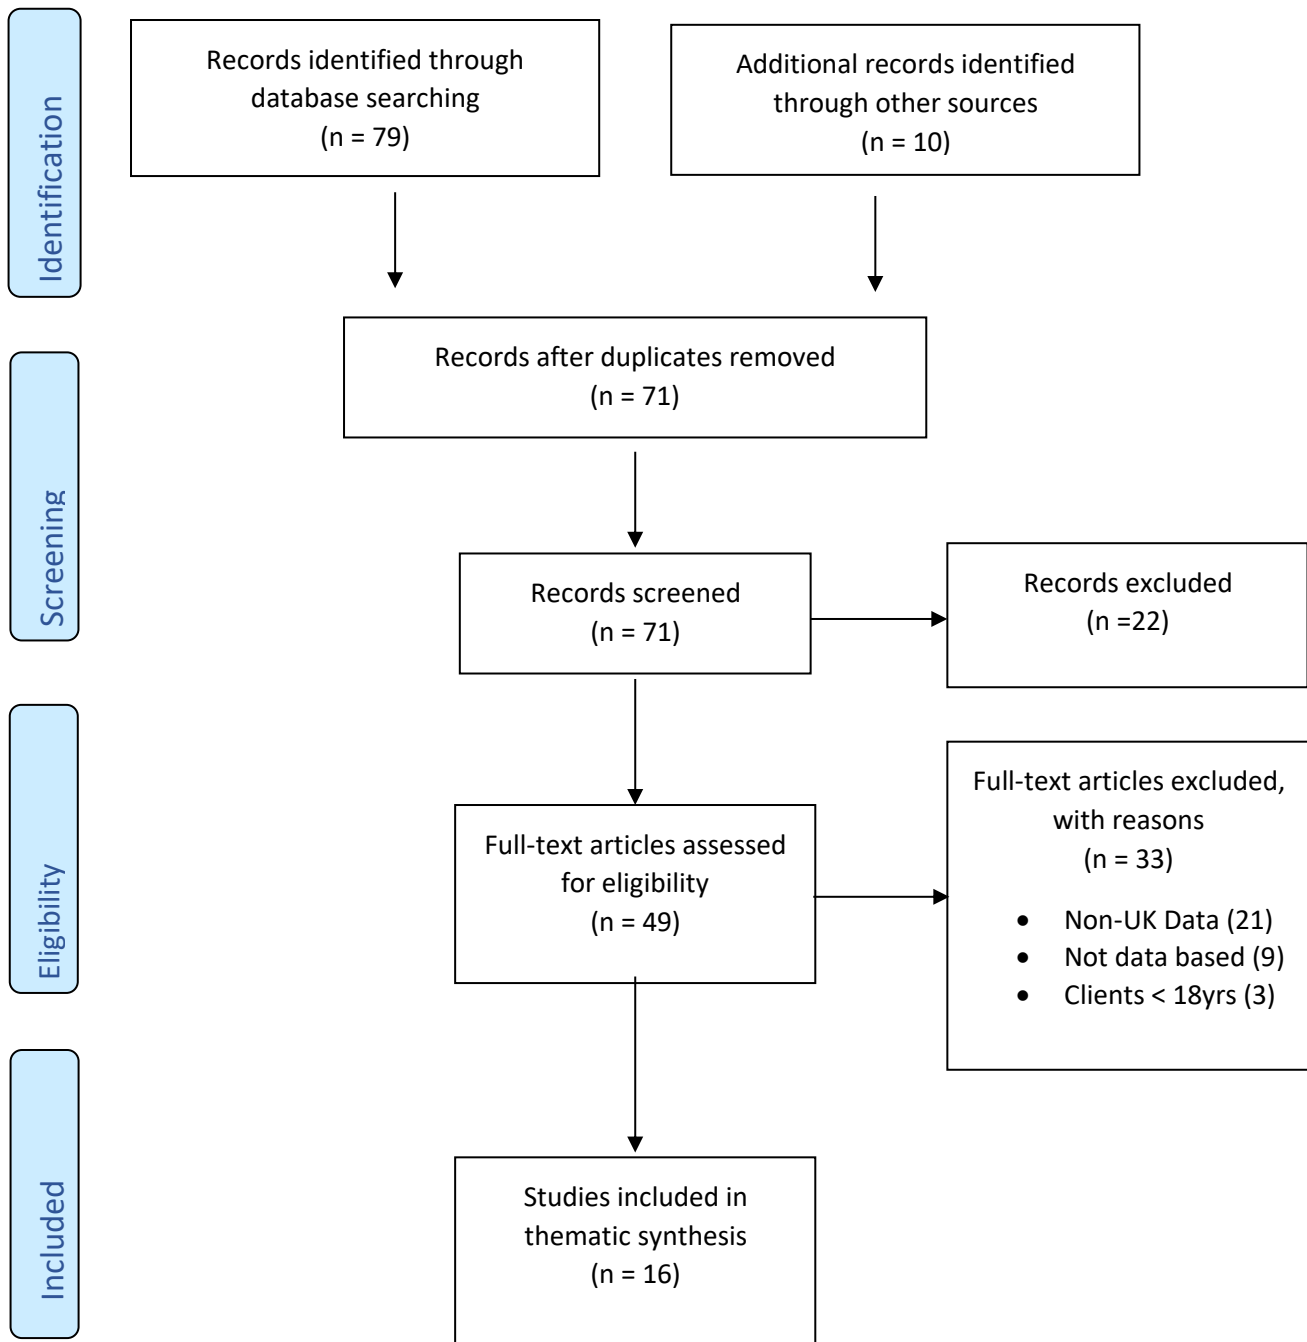 Identification
Records identified through
database searching
(n = 79)
Additional records identified
through other sources
(n = 10)
Records after duplicates removed
(n = 71)
Screening
Records screened
(n = 71)
Records excluded
(n =22)
Eligibility
Full-text articles assessed
for eligibility
(n = 49)
Full-text articles excluded,
with reasons
(n = 33)
• Non-UK Data (21)
• Not data based (9)
• Clients < 18yrs (3)
Included
Studies included in
thematic synthesis
(n = 16)